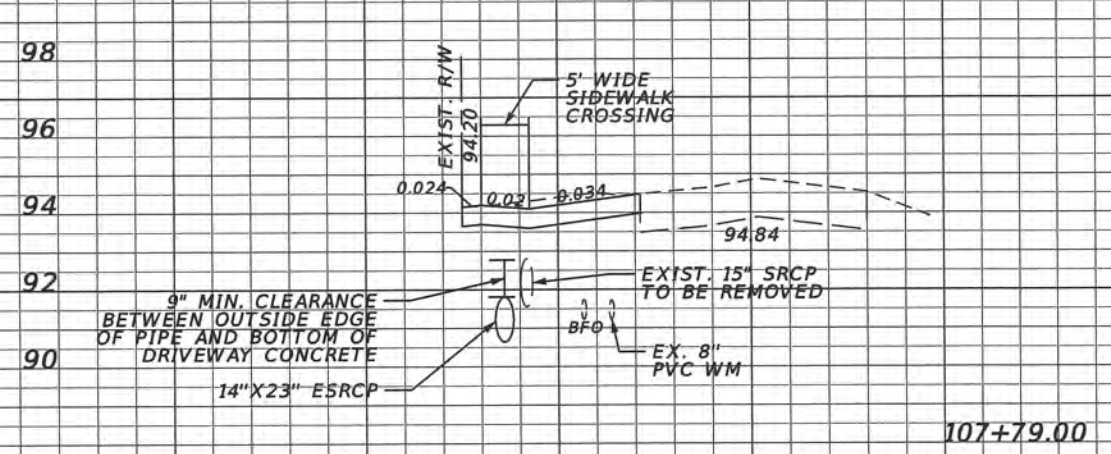 98
96
94
92
90
EXIST. R/W
94.20
5' WIDE
SIDEWALK
CROSSING
0.024
0.02
0.034
94.84
9" MIN. CLEARANCE
BETWEEN OUTSIDE EDGE
OF PIPE AND BOTTOM OF
DRIVEWAY CONCRETE
14"X23" ESRCP
EXIST. 15" SRCP
TO BE REMOVED
BFO
EX. 8"
PVC WM
107+79.00